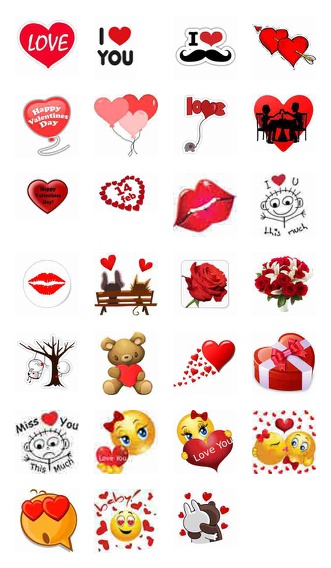 LOVE
I
YOU
I
love
Happy
Valentines
Day
Happy
Valentines
Day!
14
feb
I U
this much
Miss You
This Much
Love You
Love You
baby!